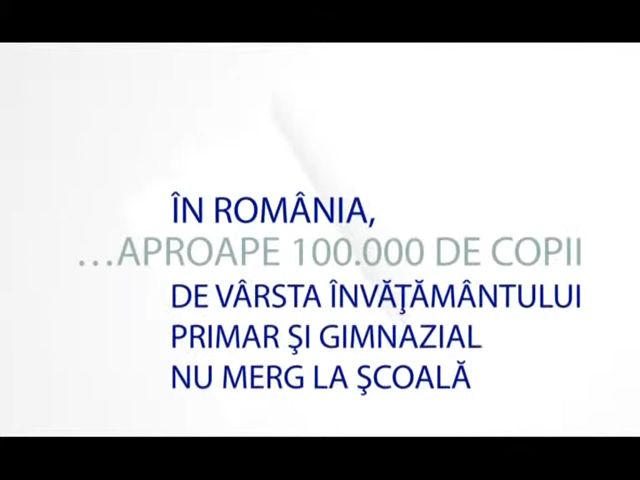 ÎN ROMÂNIA,
...APROAPE 100.000 DE COPII
DE VÂRSTA ÎNVĂŢĂMÂNTULUI
PRIMAR ŞI GIMNAZIAL
NU MERG LA ŞCOALĂ